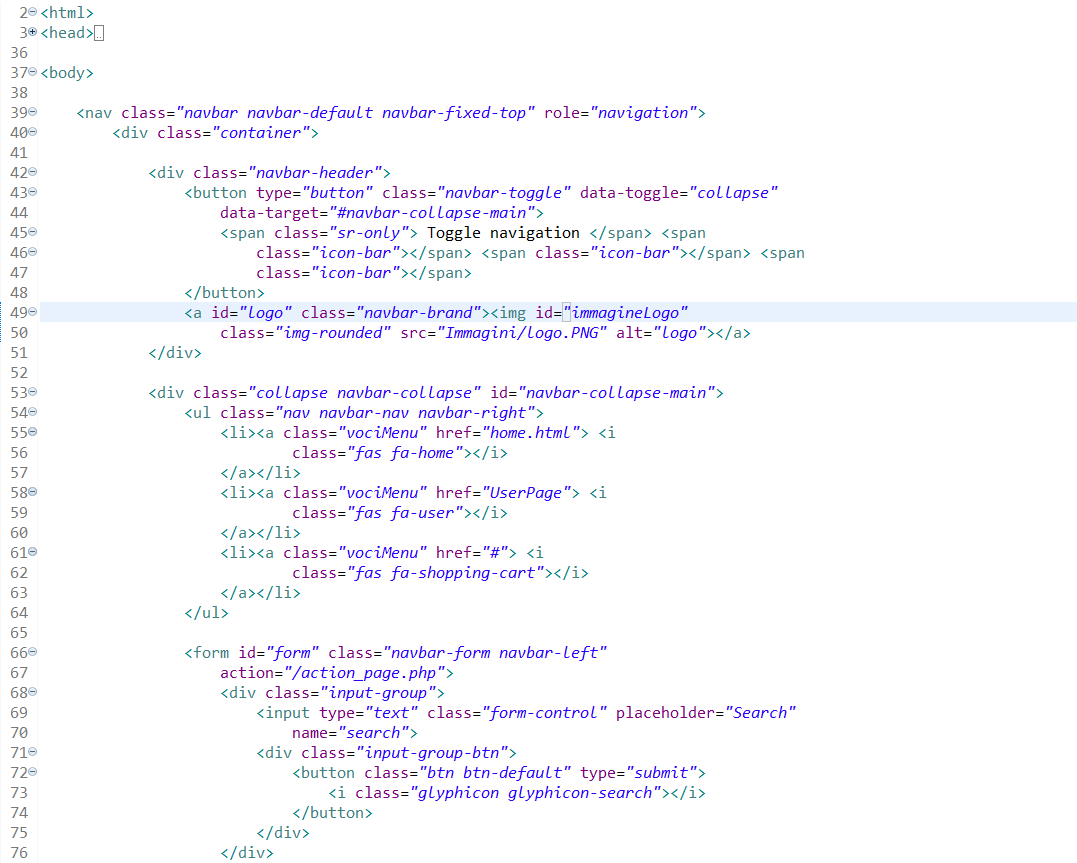 2 <html>
3 <head>
36
37 <body>
38
39 <nav class="navbar navbar-default navbar-fixed-top" role="navigation">
40 <div class="container">
41
42 <div class="navbar-header">
43 <button type="button" class="navbar-toggle" data-toggle="collapse"
44 data-target="#navbar-collapse-main">
45 <span class="sr-only"> Toggle navigation </span> <span
46 class="icon-bar"></span> <span class="icon-bar"></span> <span
47 class="icon-bar"></span>
48 </button>
49 <a id="logo" class="navbar-brand"><img id="immagineLogo"
50 class="img-rounded" src="Immagini/logo.PNG" alt="logo"></a>
51 </div>
52
53 <div class="collapse navbar-collapse" id="navbar-collapse-main">
54 <ul class="nav navbar-nav navbar-right">
55 <li><a class="vociMenu" href="home.html"> <i
56 class="fas fa-home"></i>
57 </a></li>
58 <li><a class="vociMenu" href="UserPage"> <i
59 class="fas fa-user"></i>
60 </a></li>
61 <li><a class="vociMenu" href="#"> <i
62 class="fas fa-shopping-cart"></i>
63 </a></li>
64 </ul>
65
66 <form id="form" class="navbar-form navbar-left"
67 action="/action_page.php">
68 <div class="input-group">
69 <input type="text" class="form-control" placeholder="Search"
70 name="search">
71 <div class="input-group-btn">
72 <button class="btn btn-default" type="submit">
73 <i class="glyphicon glyphicon-search"></i>
74 </button>
75 </div>
76 </div>